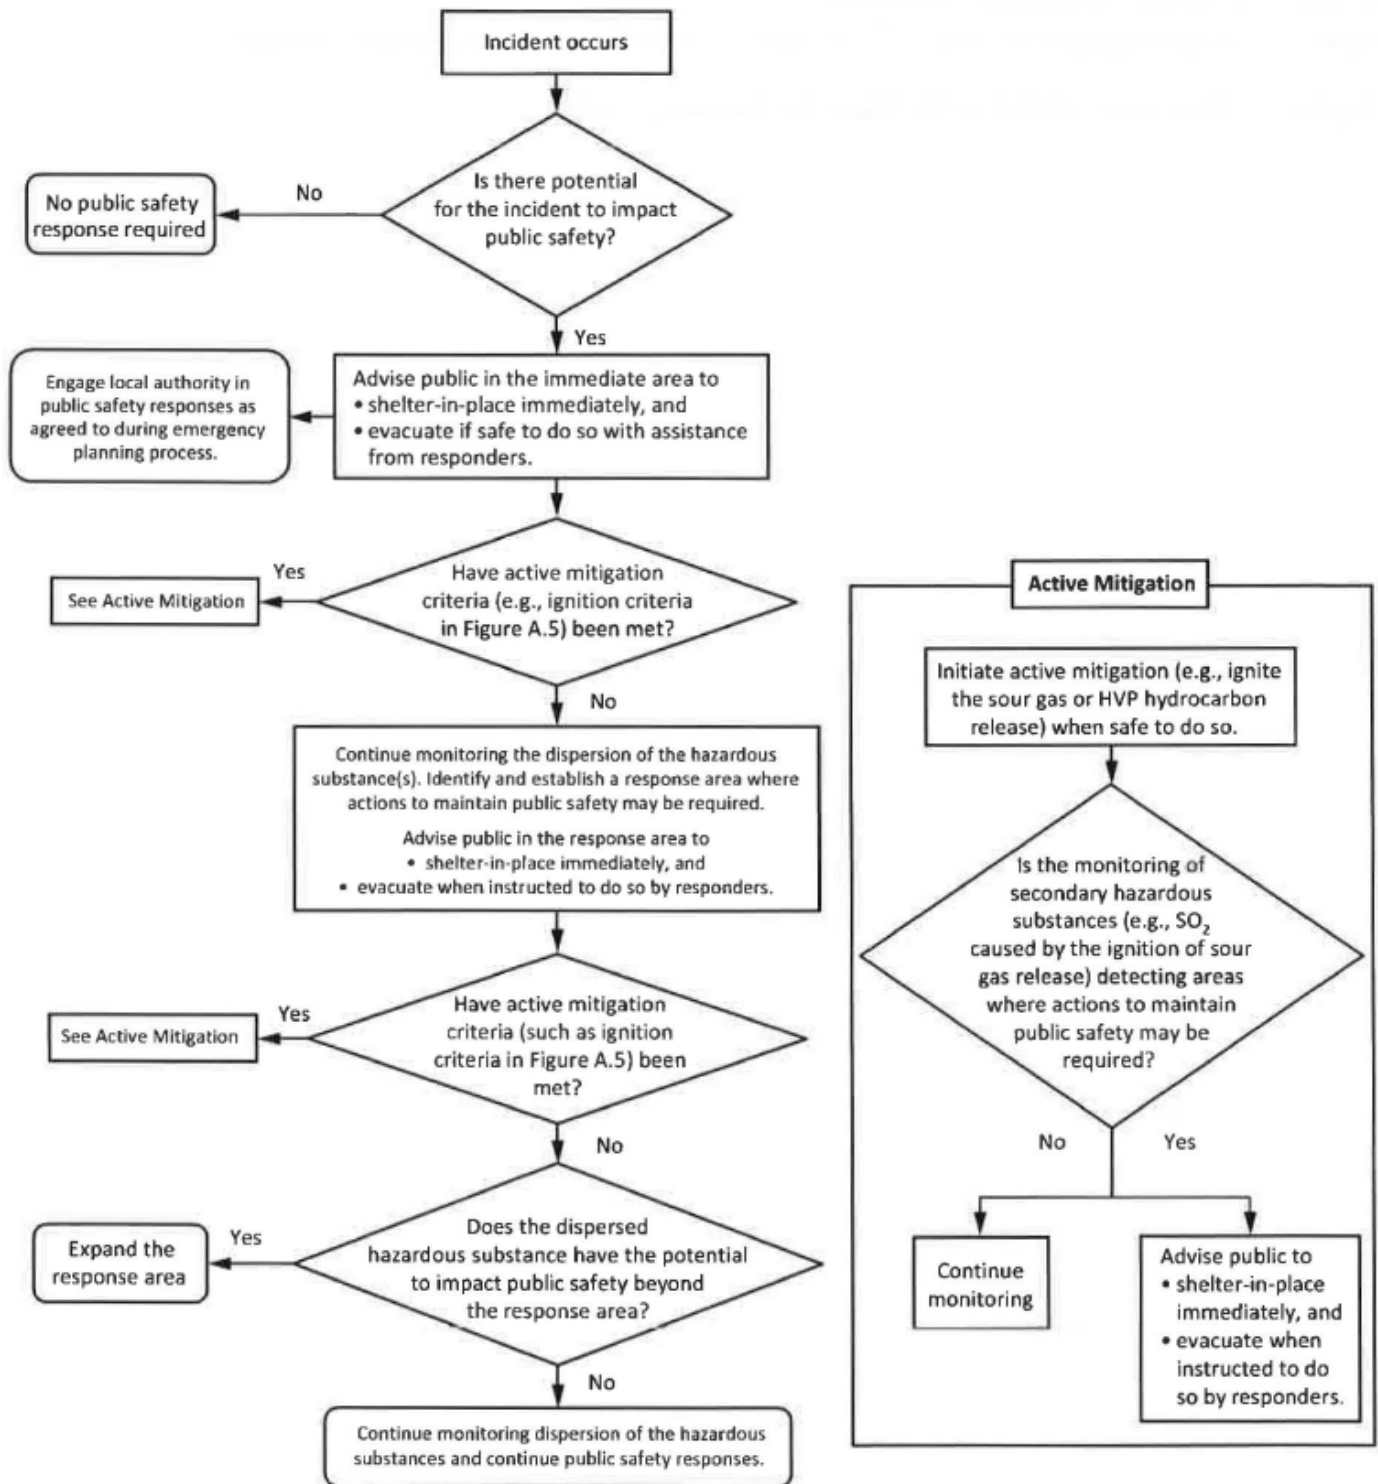 Incident occurs
Is there potential
for the incident to impact
public safety?
No
No public safety
response required
Yes
Advise public in the immediate area to
• shelter-in-place immediately, and
• evacuate if safe to do so with assistance
from responders.
Engage local authority in
public safety responses as
agreed to during emergency
planning process.
Have active mitigation
criteria (e.g., ignition criteria
in Figure A.5) been met?
Yes
See Active Mitigation
No
Continue monitoring the dispersion of the hazardous
substance(s). Identify and establish a response area where
actions to maintain public safety may be required.
Advise public in the response area to
• shelter-in-place immediately, and
• evacuate when instructed to do so by responders.
Have active mitigation
criteria (such as ignition
criteria in Figure A.5) been
met?
Yes
See Active Mitigation
No
Does the dispersed
hazardous substance have the potential
to impact public safety beyond
the response area?
Yes
Expand the
response area
No
Continue monitoring dispersion of the hazardous
substances and continue public safety responses.
Active Mitigation
Initiate active mitigation (e.g., ignite
the sour gas or HVP hydrocarbon
release) when safe to do so.
Is the monitoring of
secondary hazardous
substances (e.g., SO₂
caused by the ignition of sour
gas release) detecting areas
where actions to maintain
public safety may be
required?
No
Yes
Continue
monitoring
Advise public to
• shelter-in-place
immediately, and
• evacuate when
instructed to do
so by responders.